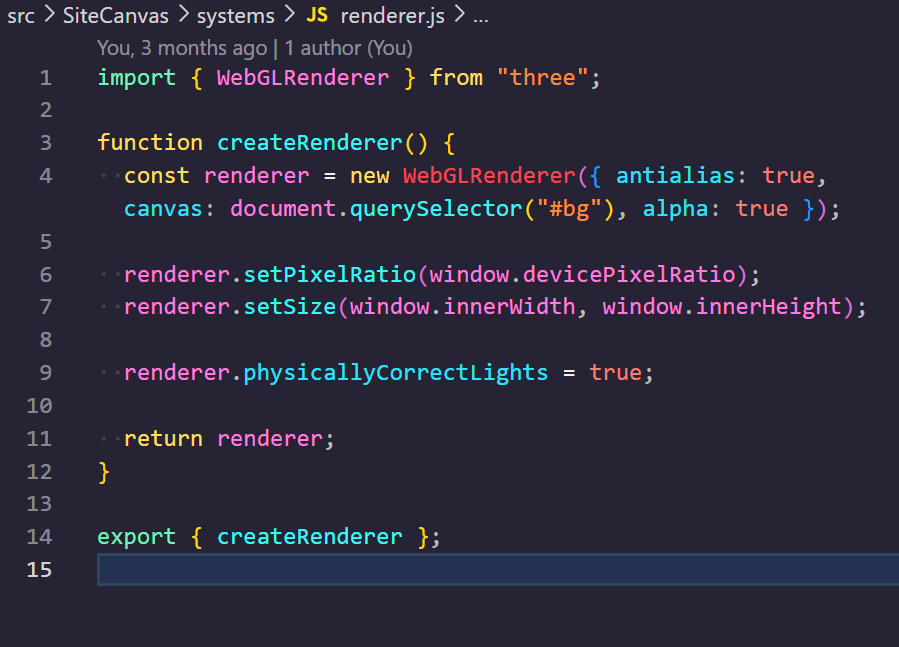 src > SiteCanvas > systems > JS renderer.js > ...
You, 3 months ago | 1 author (You)
1 import { WebGLRenderer } from "three";
2
3 function createRenderer() {
4 const renderer = new WebGLRenderer({ antialias: true,
canvas: document.querySelector("#bg"), alpha: true });
5
6 renderer.setPixelRatio(window.devicePixelRatio);
7 renderer.setSize(window.innerWidth, window.innerHeight);
8
9 renderer.physicallyCorrectLights = true;
10
11 return renderer;
12 }
13
14 export { createRenderer };
15